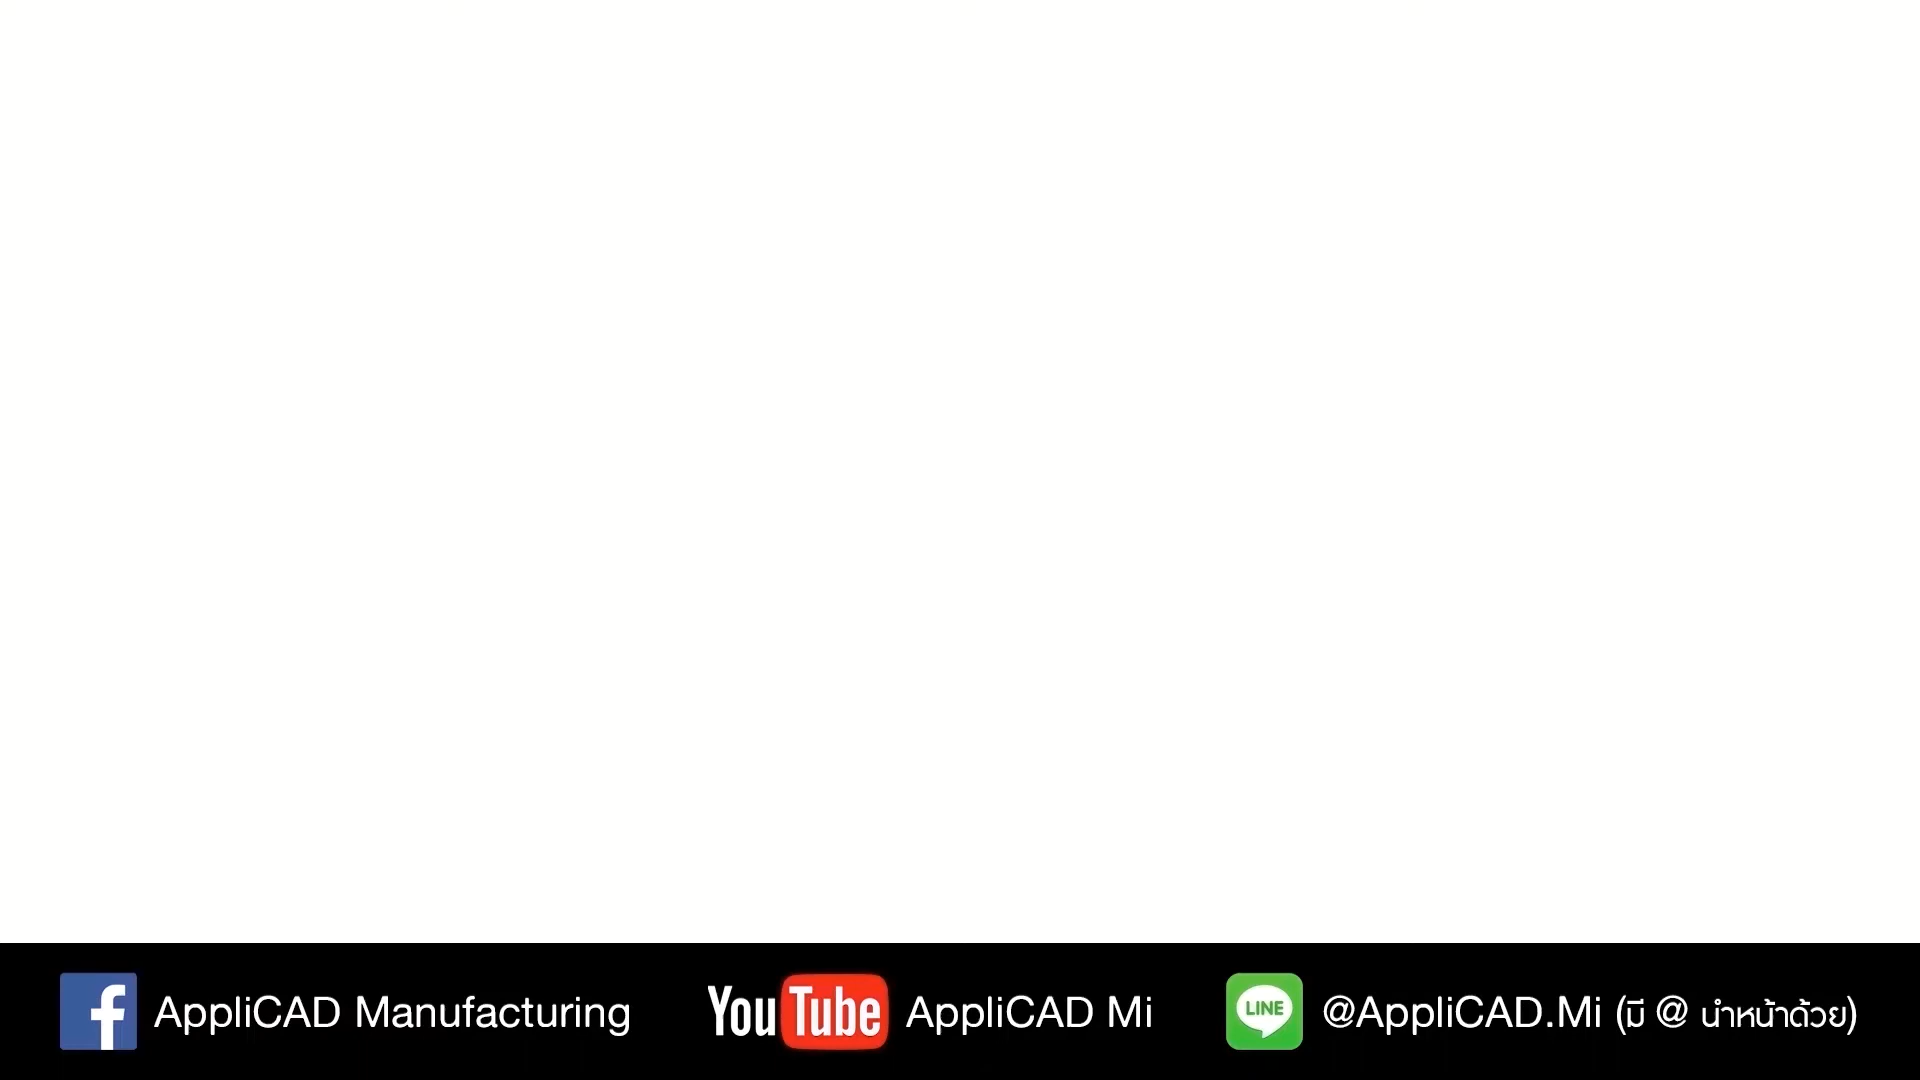 f AppliCAD Manufacturing YouTube AppliCAD Mi LINE @AppliCAD.Mi (มี @ นำหน้าด้วย)